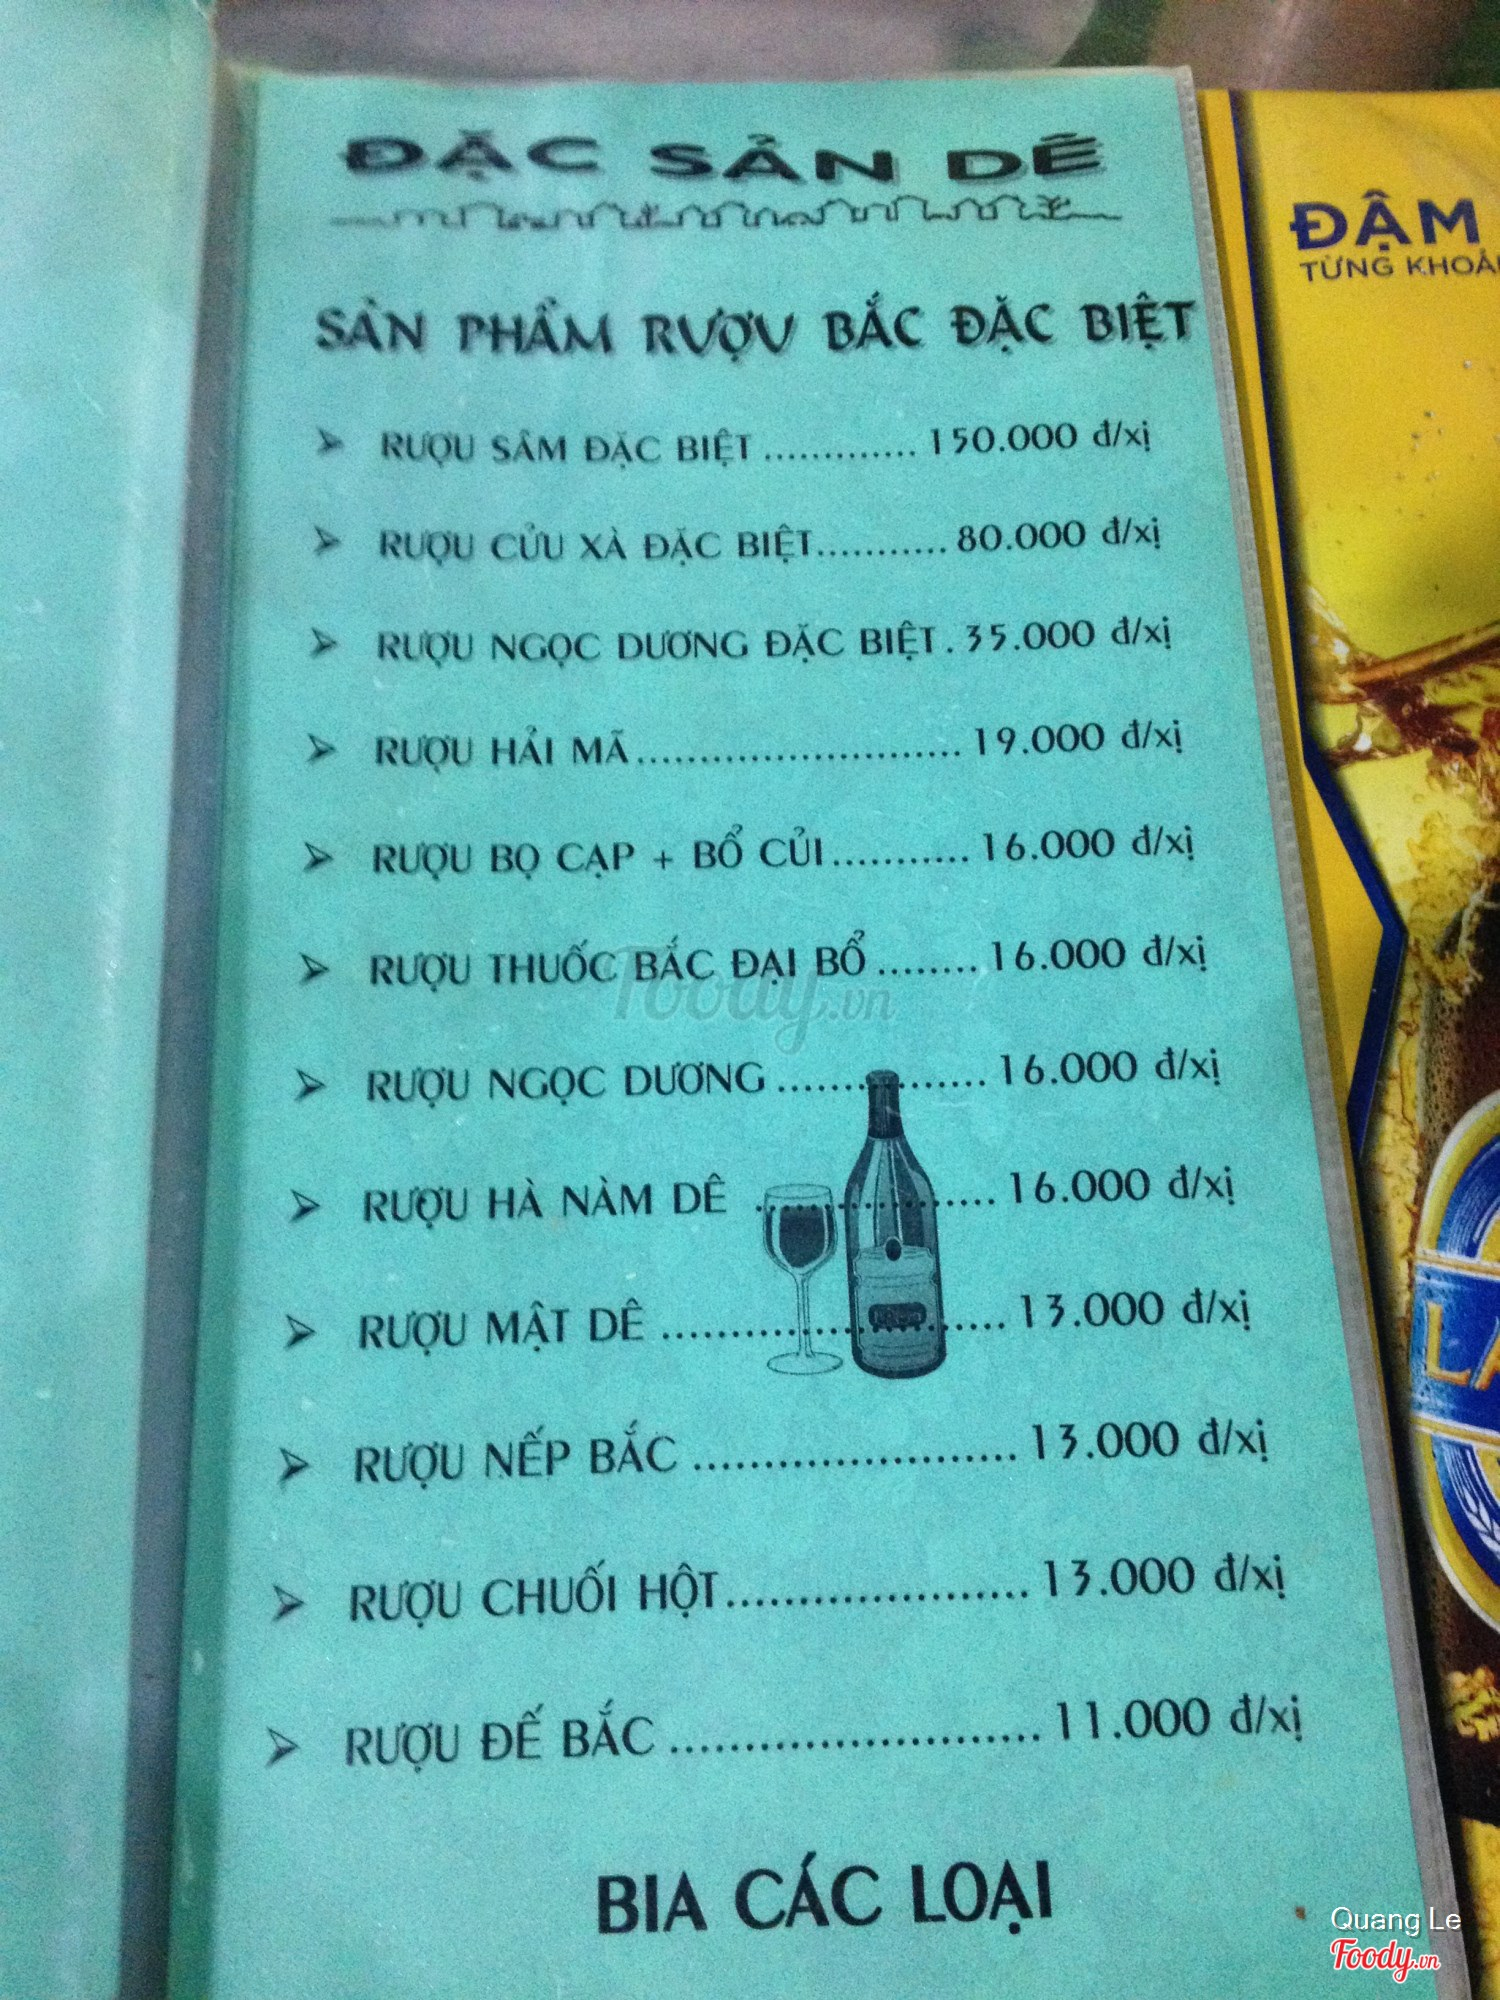 ĐẶC SẢN DÊ
SẢN PHẨM RƯỢU BẮC ĐẶC BIỆT
➢ RƯỢU SÂM ĐẶC BIỆT ............. 150.000 đ/xị
➢ RƯỢU CỬU XÀ ĐẶC BIỆT........... 80.000 đ/xị
➢ RƯỢU NGỌC DƯƠNG ĐẶC BIỆT . 35.000 đ/xị
➢ RƯỢU HẢI MÃ.......................... 19.000 đ/xị
➢ RƯỢU BỌ CẠP + BỔ CỦI........... 16.000 đ/xị
➢ RƯỢU THUỐC BẮC ĐẠI BỔ ........ 16.000 đ/xị
➢ RƯỢU NGỌC DƯƠNG ................. 16.000 đ/xị
➢ RƯỢU HÀ NÀM DÊ .................... 16.000 đ/xị
➢ RƯỢU MẬT DÊ ............................ 13.000 đ/xị
➢ RƯỢU NẾP BẮC ....................... 13.000 đ/xị
➢ RƯỢU CHUỐI HỘT..................... 13.000 đ/xị
➢ RƯỢU ĐẾ BẮC ......................... 11.000 đ/xị
BIA CÁC LOẠI
ĐẬM
TỪNG
Foody.vn
Quang Le
Foody.vn